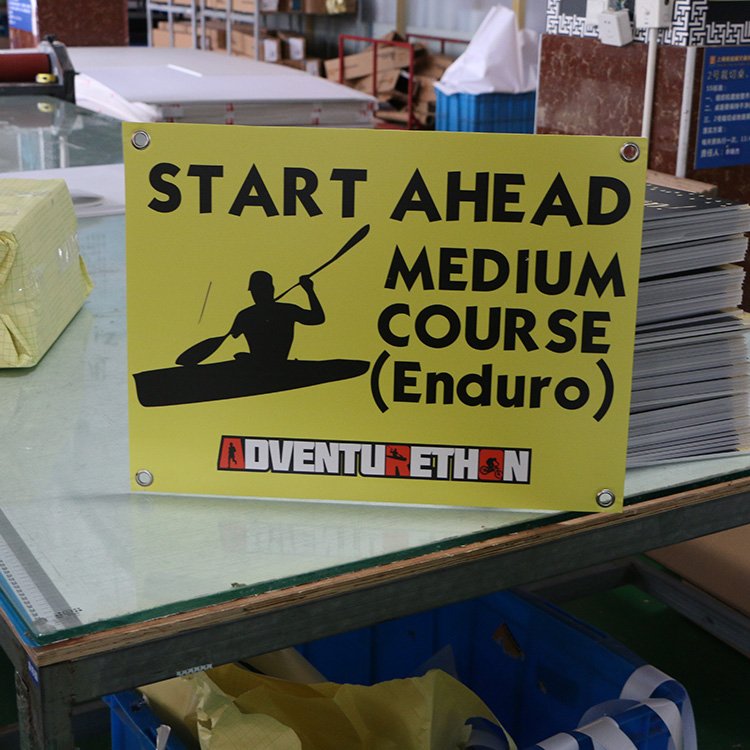 START AHEAD
MEDIUM
COURSE
(Enduro)
ADVENTURETHON